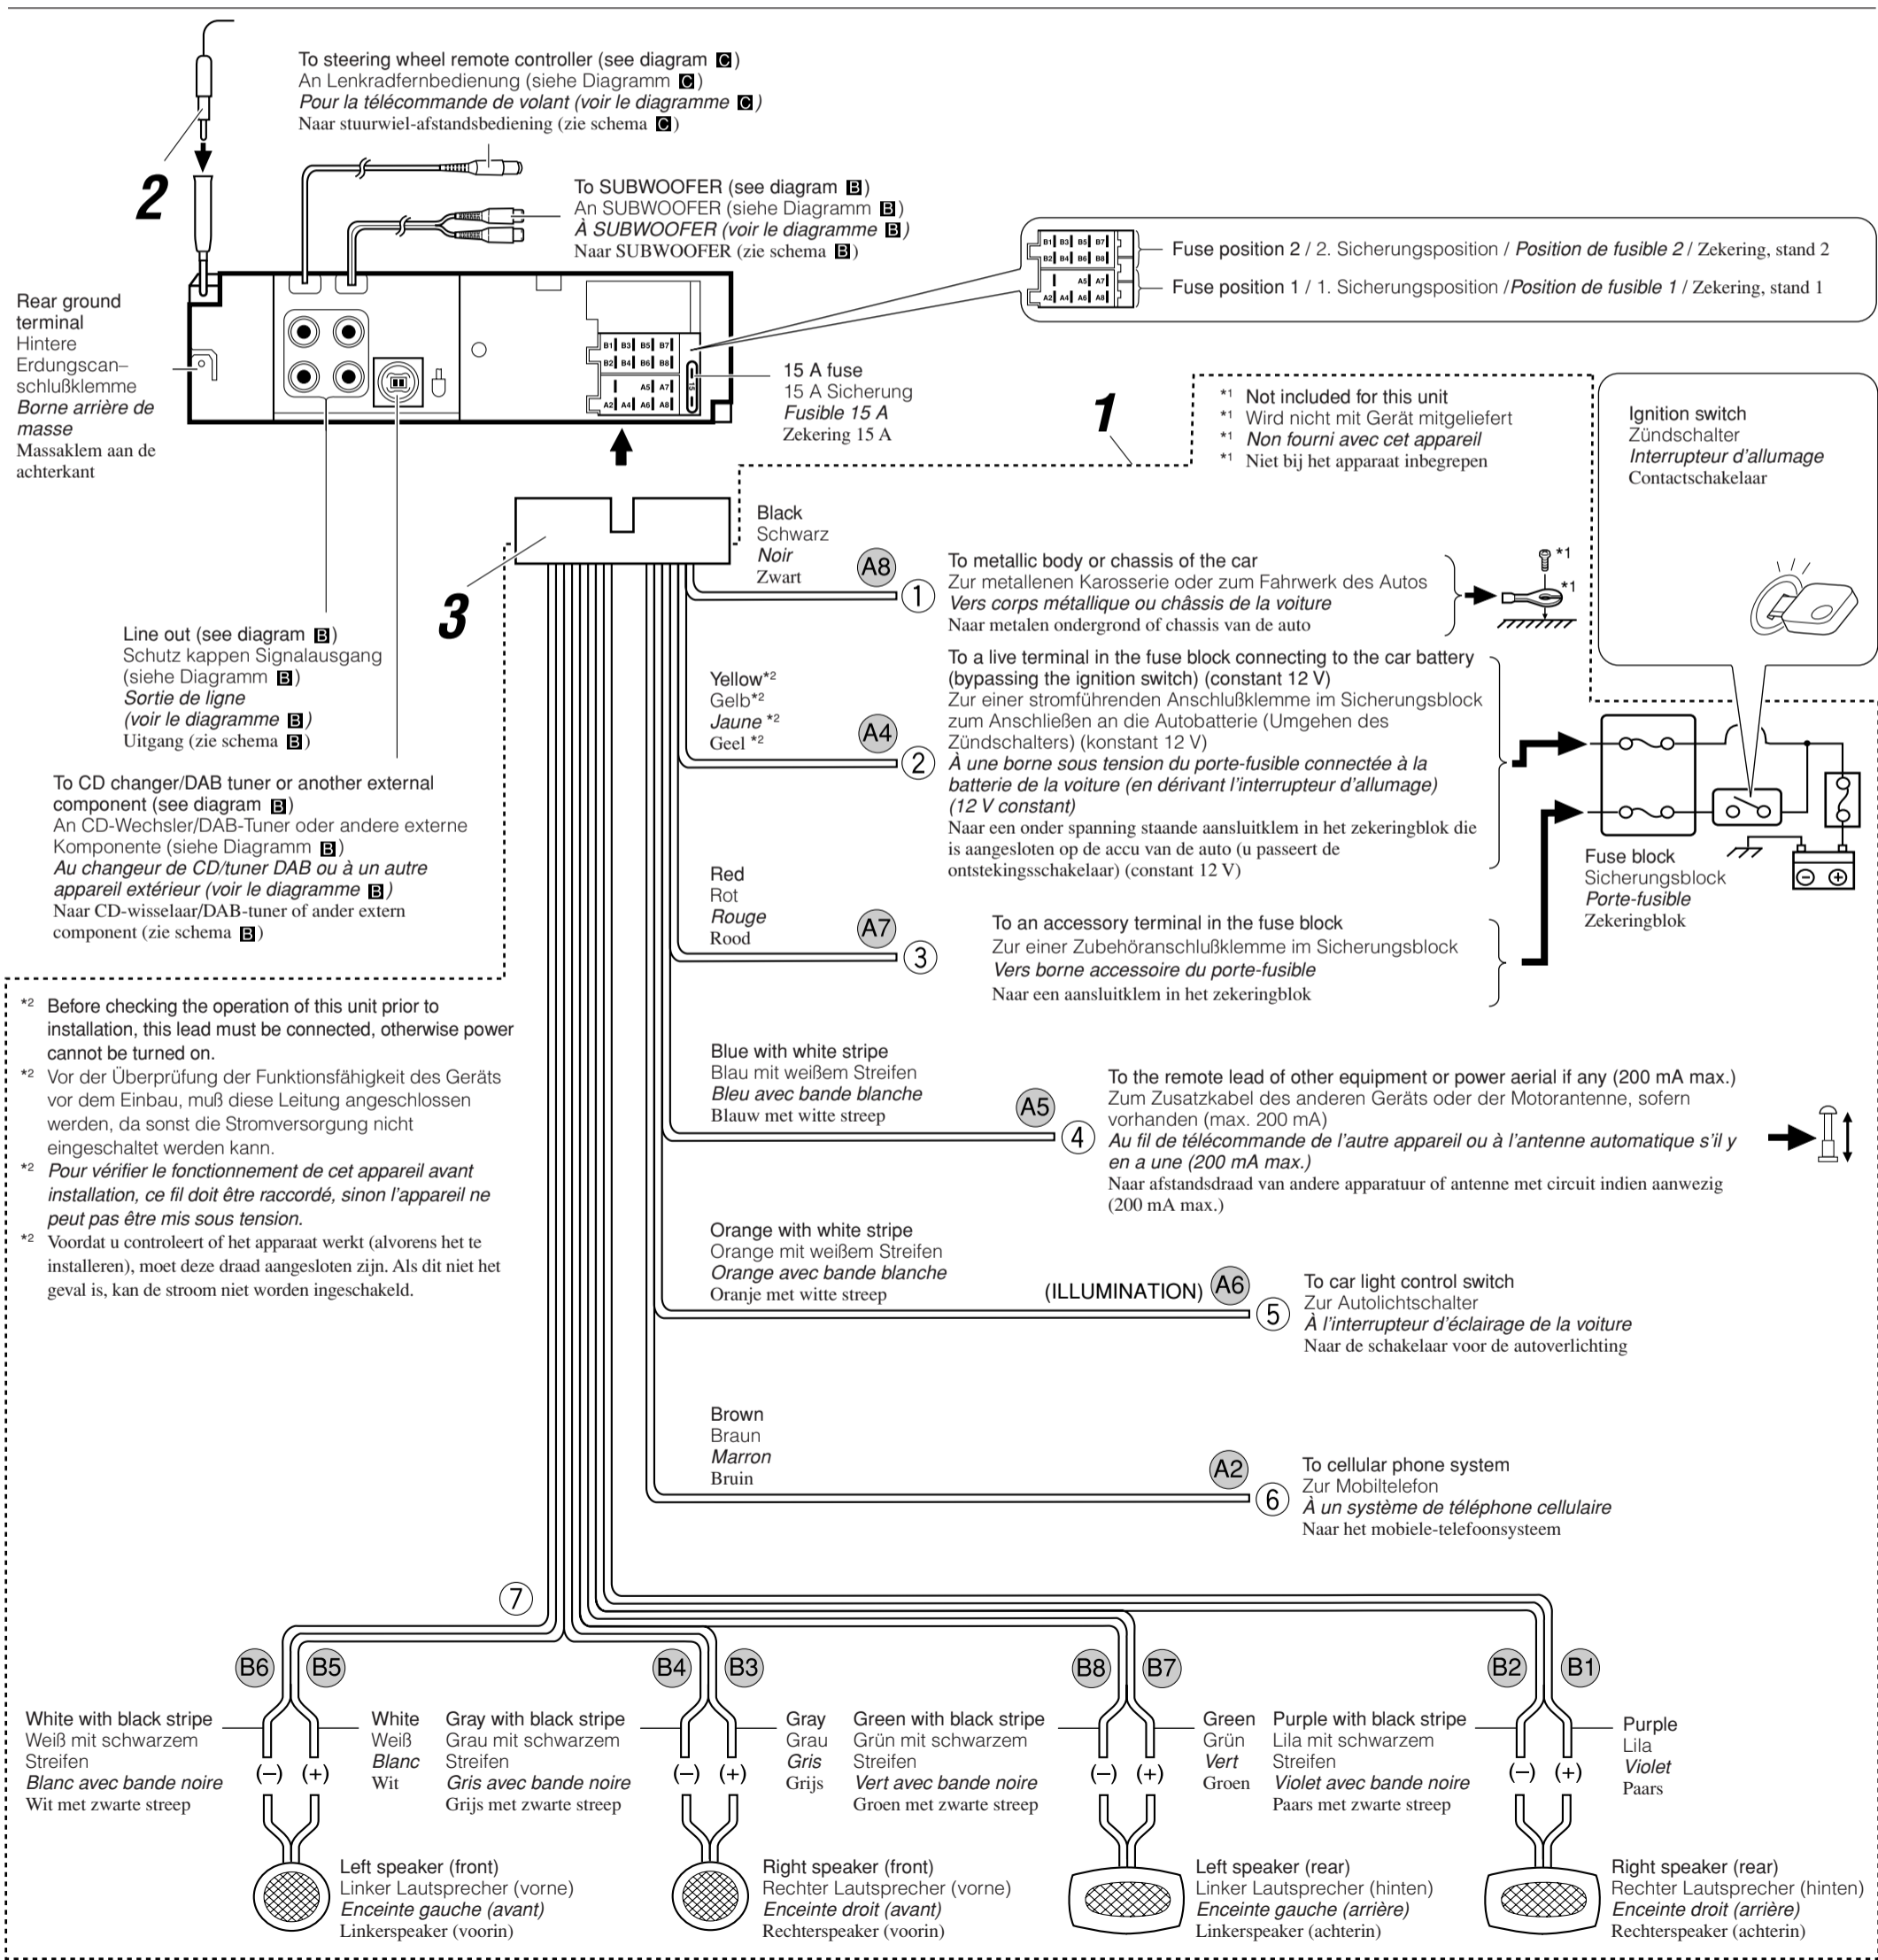 To steering wheel remote controller (see diagram C)
An Lenkradfernbedienung (siehe Diagramm C)
Pour la télécommande de volant (voir le diagramme C)
Naar stuurwiel-afstandsbediening (zie schema C)
2
To SUBWOOFER (see diagram B)
An SUBWOOFER (siehe Diagramm B)
À SUBWOOFER (voir le diagramme B)
Naar SUBWOOFER (zie schema B)
B1 B3 B5 B7
B2 B4 B6 B8
A5 A7
A2 A4 A6 A8
Fuse position 2 / 2. Sicherungsposition / Position de fusible 2 / Zekering, stand 2
Fuse position 1 / 1. Sicherungsposition /Position de fusible 1 / Zekering, stand 1
Rear ground
terminal
Hintere
Erdungscan–
schlußklemme
Borne arrière de
masse
Massaklem aan de
achterkant
B1 B3 B5 B7
B2 B4 B6 B8
A5 A7
A2 A4 A6 A8
15
15 A fuse
15 A Sicherung
Fusible 15 A
Zekering 15 A
1
*1 Not included for this unit
*1 Wird nicht mit Gerät mitgeliefert
*1 Non fourni avec cet appareil
*1 Niet bij het apparaat inbegrepen
Ignition switch
Zündschalter
Interrupteur d'allumage
Contactschakelaar
3
Line out (see diagram B)
Schutz kappen Signalausgang
(siehe Diagramm B)
Sortie de ligne
(voir le diagramme B)
Uitgang (zie schema B)
To CD changer/DAB tuner or another external
component (see diagram B)
An CD-Wechsler/DAB-Tuner oder andere externe
Komponente (siehe Diagramm B)
Au changeur de CD/tuner DAB ou à un autre
appareil extérieur (voir le diagramme B)
Naar CD-wisselaar/DAB-tuner of ander extern
component (zie schema B)
Black
Schwarz
Noir
Zwart
A8
1
To metallic body or chassis of the car
Zur metallenen Karosserie oder zum Fahrwerk des Autos
Vers corps métallique ou châssis de la voiture
Naar metalen ondergrond of chassis van de auto
*1
*1
Yellow*2
Gelb*2
Jaune *2
Geel *2
A4
2
To a live terminal in the fuse block connecting to the car battery
(bypassing the ignition switch) (constant 12 V)
Zur einer stromführenden Anschlußklemme im Sicherungsblock
zum Anschließen an die Autobatterie (Umgehen des
Zündschalters) (konstant 12 V)
À une borne sous tension du porte-fusible connectée à la
batterie de la voiture (en dérivant l'interrupteur d'allumage)
(12 V constant)
Naar een onder spanning staande aansluitklem in het zekeringblok die
is aangesloten op de accu van de auto (u passeert de
ontstekingsschakelaar) (constant 12 V)
Fuse block
Sicherungsblock
Porte-fusible
Zekeringblok
Red
Rot
Rouge
Rood
A7
3
To an accessory terminal in the fuse block
Zur einer Zubehöranschlußklemme im Sicherungsblock
Vers borne accessoire du porte-fusible
Naar een aansluitklem in het zekeringblok
*2 Before checking the operation of this unit prior to
installation, this lead must be connected, otherwise power
cannot be turned on.
*2 Vor der Überprüfung der Funktionsfähigkeit des Geräts
vor dem Einbau, muß diese Leitung angeschlossen
werden, da sonst die Stromversorgung nicht
eingeschaltet werden kann.
*2 Pour vérifier le fonctionnement de cet appareil avant
installation, ce fil doit être raccordé, sinon l'appareil ne
peut pas être mis sous tension.
*2 Voordat u controleert of het apparaat werkt (alvorens het te
installeren), moet deze draad aangesloten zijn. Als dit niet het
geval is, kan de stroom niet worden ingeschakeld.
Blue with white stripe
Blau mit weißem Streifen
Bleu avec bande blanche
Blauw met witte streep
A5
4
To the remote lead of other equipment or power aerial if any (200 mA max.)
Zum Zusatzkabel des anderen Geräts oder der Motorantenne, sofern
vorhanden (max. 200 mA)
Au fil de télécommande de l'autre appareil ou à l'antenne automatique s'il y
en a une (200 mA max.)
Naar afstandsdraad van andere apparatuur of antenne met circuit indien aanwezig
(200 mA max.)
Orange with white stripe
Orange mit weißem Streifen
Orange avec bande blanche
Oranje met witte streep
(ILLUMINATION)
A6
5
To car light control switch
Zur Autolichtschalter
À l'interrupteur d'éclairage de la voiture
Naar de schakelaar voor de autoverlichting
Brown
Braun
Marron
Bruin
A2
6
To cellular phone system
Zur Mobiltelefon
À un système de téléphone cellulaire
Naar het mobiele-telefoonsysteem
7
B6 B5 B4 B3 B8 B7 B2 B1
White with black stripe
Weiß mit schwarzem
Streifen
Blanc avec bande noire
Wit met zwarte streep
(–) (+)
White
Weiß
Blanc
Wit
Gray with black stripe
Grau mit schwarzem
Streifen
Gris avec bande noire
Grijs met zwarte streep
(–) (+)
Gray
Grau
Gris
Grijs
Green with black stripe
Grün mit schwarzem
Streifen
Vert avec bande noire
Groen met zwarte streep
(–) (+)
Green
Grün
Vert
Groen
Purple with black stripe
Lila mit schwarzem
Streifen
Violet avec bande noire
Paars met zwarte streep
(–) (+)
Purple
Lila
Violet
Paars
Left speaker (front)
Linker Lautsprecher (vorne)
Enceinte gauche (avant)
Linkerspeaker (voorin)
Right speaker (front)
Rechter Lautsprecher (vorne)
Enceinte droit (avant)
Rechterspeaker (voorin)
Left speaker (rear)
Linker Lautsprecher (hinten)
Enceinte gauche (arrière)
Linkerspeaker (achterin)
Right speaker (rear)
Rechter Lautsprecher (hinten)
Enceinte droit (arrière)
Rechterspeaker (achterin)